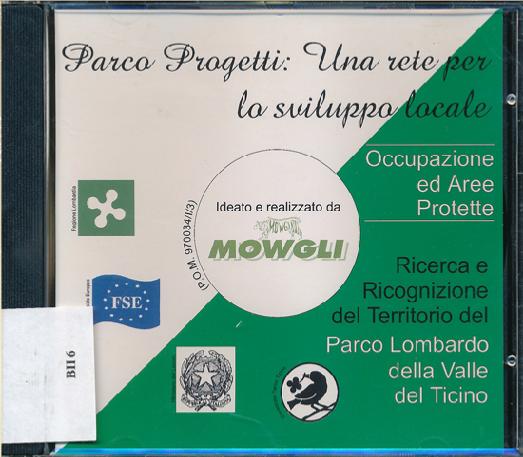 Parco Progetti: Una rete per
lo sviluppo locale
Occupazione
ed Aree
Protette
Regione Lombardia
Ideato e realizzato da
MOWGLI
(P.O.M. 970034/I/3)
FSE
Ricerca e
Ricognizione
del Territorio del
Parco Lombardo
della Valle
del Ticino
BII 6